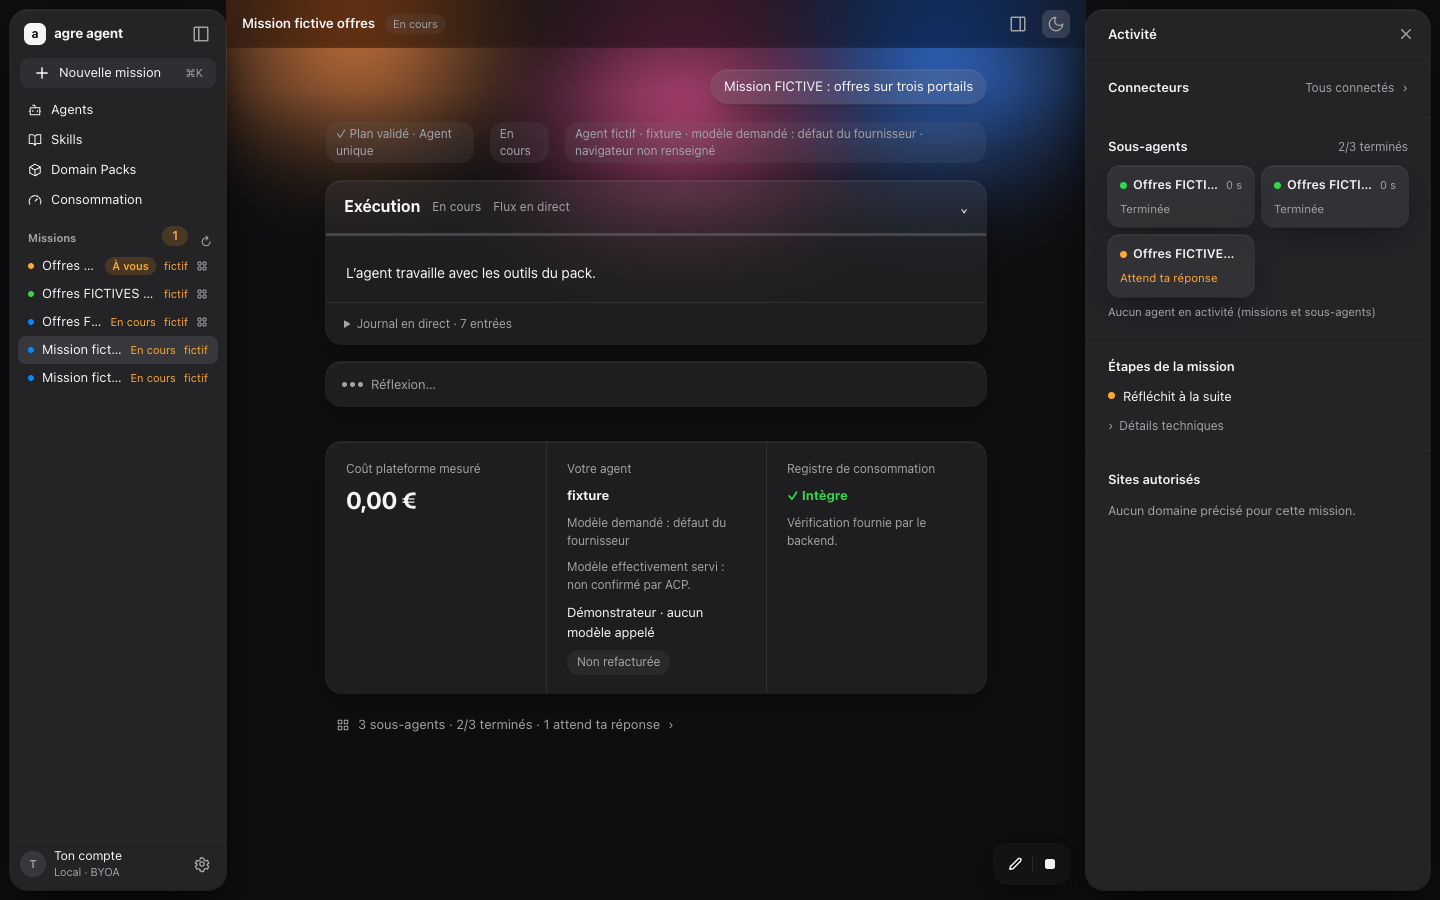 a agre agent
Nouvelle mission ⌘K
Agents
Skills
Domain Packs
Consommation
Missions 1
Offres ... À vous fictif
Offres FICTIVES ... fictif
Offres F... En cours fictif
Mission fict... En cours fictif
Mission fict... En cours fictif
T Ton compte
Local · BYOA
Mission fictive offres En cours
Mission FICTIVE : offres sur trois portails
✓ Plan validé · Agent
unique
En
cours
Agent fictif · fixture · modèle demandé : défaut du fournisseur ·
navigateur non renseigné
Exécution En cours Flux en direct
L'agent travaille avec les outils du pack.
Journal en direct · 7 entrées
Réflexion...
Coût plateforme mesuré
0,00 €
Votre agent
fixture
Modèle demandé : défaut du
fournisseur
Modèle effectivement servi :
non confirmé par ACP.
Démonstrateur · aucun
modèle appelé
Non refacturée
Registre de consommation
✓ Intègre
Vérification fournie par le
backend.
3 sous-agents · 2/3 terminés · 1 attend ta réponse ›
Activité
Connecteurs Tous connectés ›
Sous-agents 2/3 terminés
Offres FICTI... 0 s
Terminée
Offres FICTI... 0 s
Terminée
Offres FICTIVE...
Attend ta réponse
Aucun agent en activité (missions et sous-agents)
Étapes de la mission
Réfléchit à la suite
› Détails techniques
Sites autorisés
Aucun domaine précisé pour cette mission.